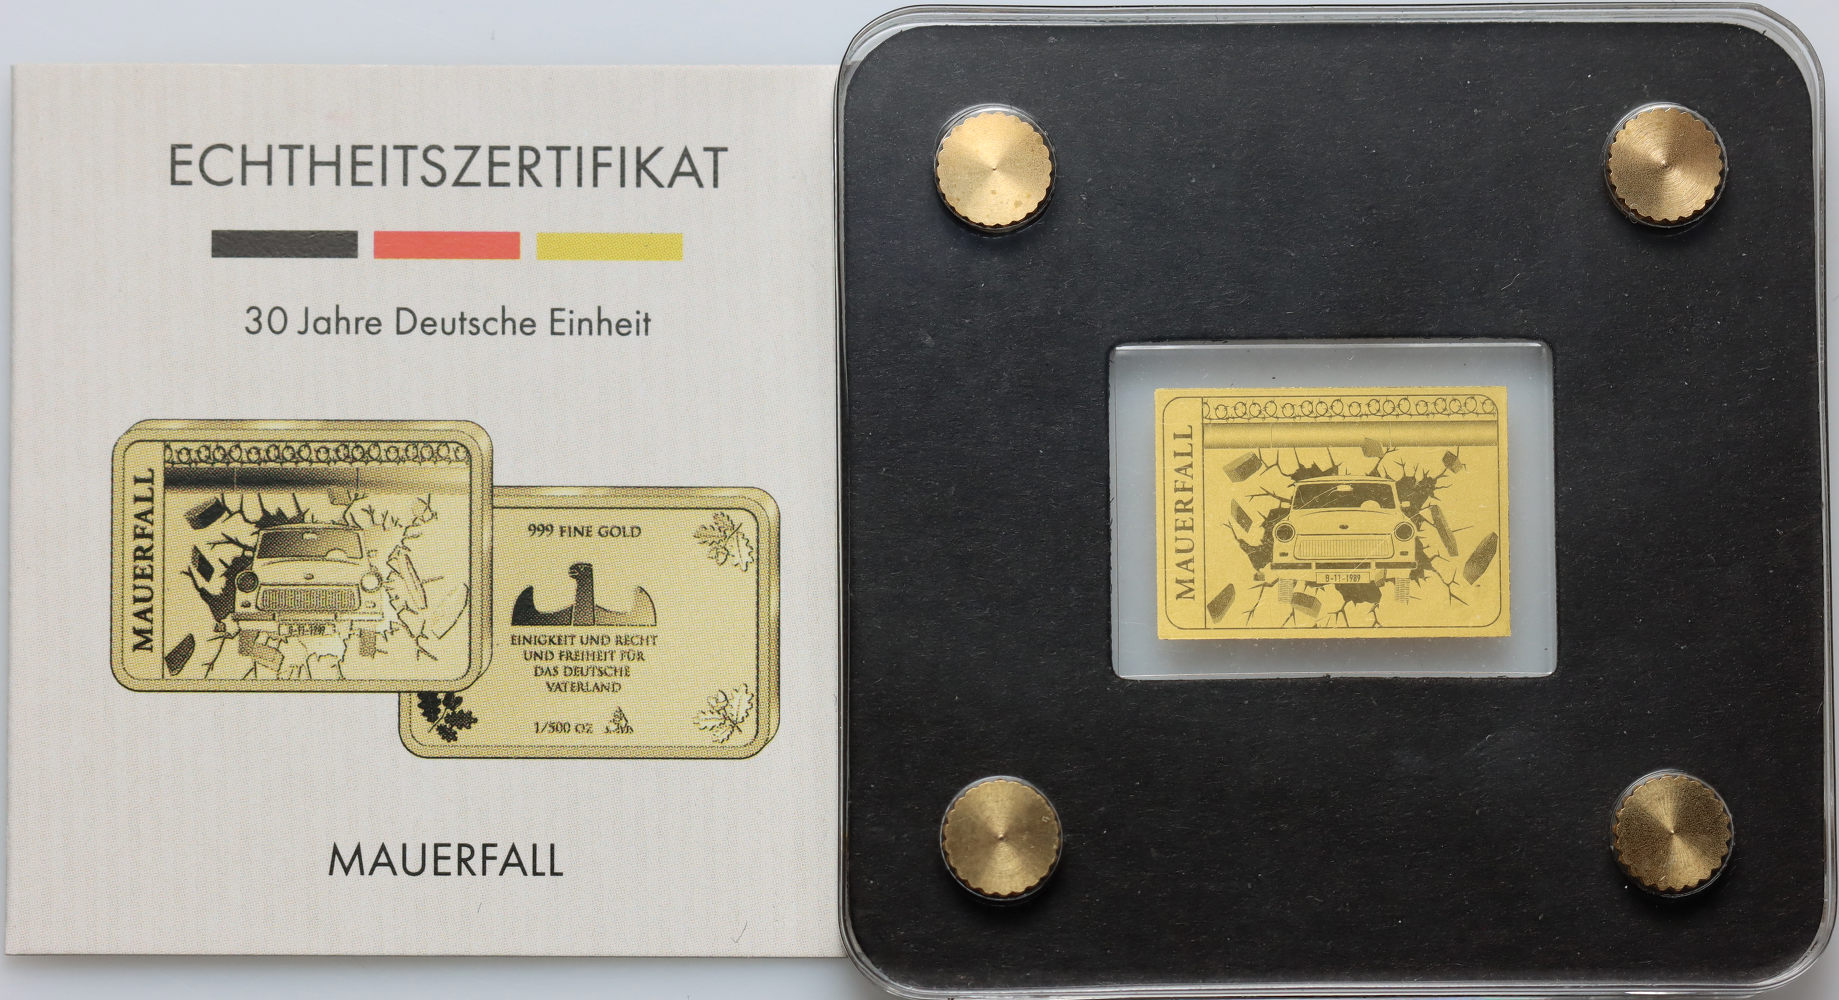 ECHTHEITSZERTIFIKAT
30 Jahre Deutsche Einheit
MAUERFALL
999 FINE GOLD
EINIGKEIT UND RECHT
UND FREIHEIT FÜR
DAS DEUTSCHE
VATERLAND
1/500 OZ
MAUERFALL
MAUERFALL
9-11-1989